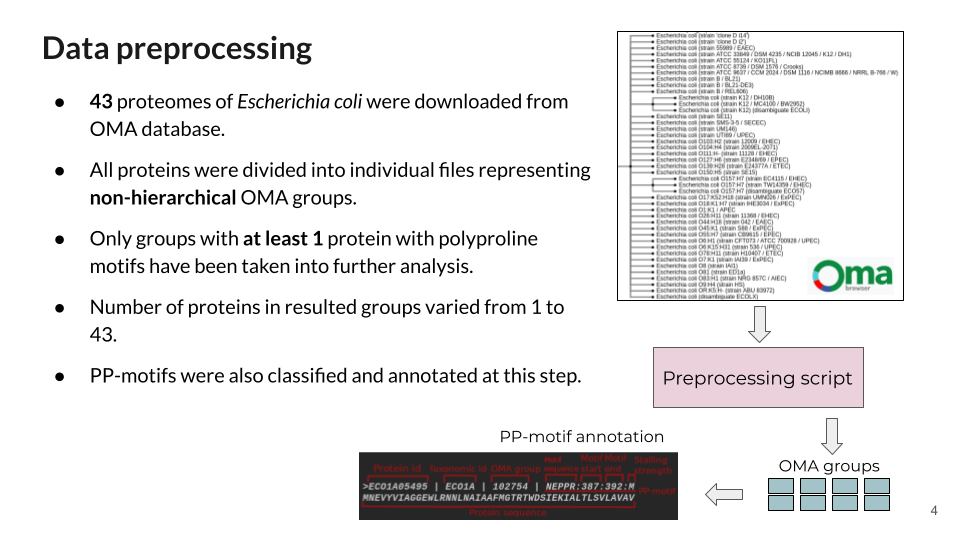 Data preprocessing
● 43 proteomes of Escherichia coli were downloaded from
OMA database.
● All proteins were divided into individual files representing
non-hierarchical OMA groups.
● Only groups with at least 1 protein with polyproline
motifs have been taken into further analysis.
● Number of proteins in resulted groups varied from 1 to
43.
● PP-motifs were also classified and annotated at this step.
Escherichia coli (strain 'clone D i14')
Escherichia coli (strain 'clone D i2')
Escherichia coli (strain 55989 / EAEC)
Escherichia coli (strain ATCC 33849 / DSM 4235 / NCIB 12045 / K12 / DH1)
Escherichia coli (strain ATCC 55124 / KO11FL)
Escherichia coli (strain ATCC 8739 / DSM 1576 / Crooks)
Escherichia coli (strain ATCC 9637 / CCM 2024 / DSM 1116 / NCIMB 8666 / NRRL B-766 / W)
Escherichia coli (strain B / BL21)
Escherichia coli (strain B / BL21-DE3)
Escherichia coli (strain B / REL606)
Escherichia coli (strain K12 / DH10B)
Escherichia coli (strain K12 / MC4100 / BW2952)
Escherichia coli (strain K12) (disambiguate ECOLI)
Escherichia coli (strain SE11)
Escherichia coli (strain SMS-3-5 / SECEC)
Escherichia coli (strain UM146)
Escherichia coli (strain UTI89 / UPEC)
Escherichia coli O103:H2 (strain 12009 / EHEC)
Escherichia coli O104:H4 (strain 2009EL-2071)
Escherichia coli O111:H- (strain 11128 / EHEC)
Escherichia coli O127:H6 (strain E2348/69 / EPEC)
Escherichia coli O139:H28 (strain E24377A / ETEC)
Escherichia coli O150:H5 (strain SE15)
Escherichia coli O157:H7 (strain EC4115 / EHEC)
Escherichia coli O157:H7 (strain TW14359 / EHEC)
Escherichia coli O157:H7 (disambiguate ECO57)
Escherichia coli O17:K52:H18 (strain UMN026 / ExPEC)
Escherichia coli O18:K1:H7 (strain IHE3034 / ExPEC)
Escherichia coli O1:K1 / APEC
Escherichia coli O26:H11 (strain 11368 / EHEC)
Escherichia coli O44:H18 (strain 042 / EAEC)
Escherichia coli O45:K1 (strain S88 / ExPEC)
Escherichia coli O55:H7 (strain CB9615 / EPEC)
Escherichia coli O6:H1 (strain CFT073 / ATCC 700928 / UPEC)
Escherichia coli O6:K15:H31 (strain 536 / UPEC)
Escherichia coli O78:H11 (strain H10407 / ETEC)
Escherichia coli O7:K1 (strain IAI39 / ExPEC)
Escherichia coli O8 (strain IAI1)
Escherichia coli O81 (strain ED1a)
Escherichia coli O83:H1 (strain NRG 857C / AIEC)
Escherichia coli O9:H4 (strain HS)
Escherichia coli OR:K5:H- (strain ABU 83972)
Escherichia coli (disambiguate ECOLX)
Oma
browser
Preprocessing script
OMA groups
PP-motif annotation
Protein id Taxonomic id OMA group Motif sequence Motif start Motif end Stalling strength
>ECO1A05495 | ECO1A | 102754 | NEPPR:387:392:M
PP-motif
MNEVYYVIAGGEWLRNNLNAIAAFMGTRTWDSIEKIALTLSVLAVAV
Protein sequence
4